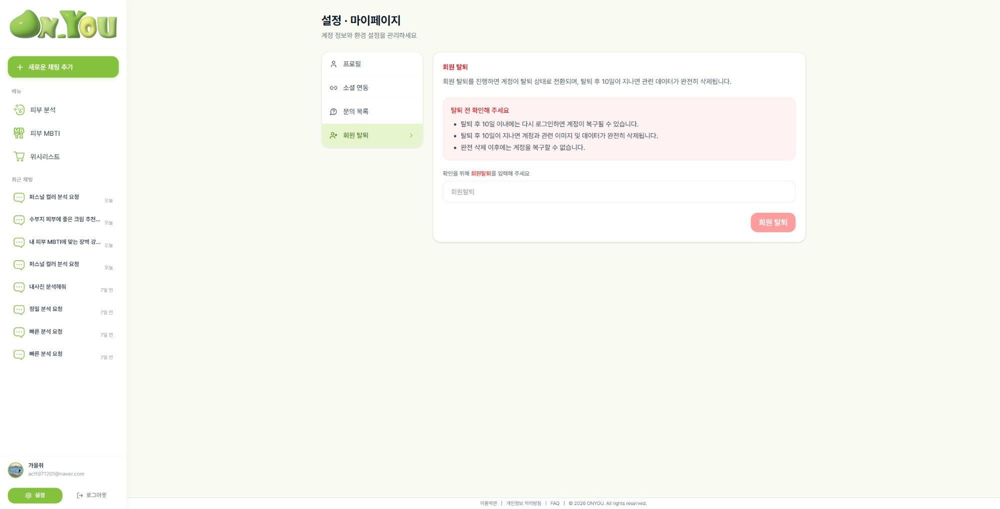 ON_YOU
새로운 채팅 추가
메뉴
피부 분석
MBTI
피부 MBTI
위시리스트
최근 채팅
퍼스널 컬러 분석 요청
오늘
수부지 피부에 좋은 크림 추천...
오늘
내 피부 MBTI에 맞는 장벽 강...
오늘
퍼스널 컬러 분석 요청
오늘
내사진 분석해줘
7일 전
정밀 분석 요청
7일 전
빠른 분석 요청
7일 전
빠른 분석 요청
7일 전
가을쥐
acft971201@naver.com
설정
로그아웃
설정 · 마이페이지
계정 정보와 환경 설정을 관리하세요
프로필
소셜 연동
문의 목록
회원 탈퇴
회원 탈퇴
회원 탈퇴를 진행하면 계정이 탈퇴 상태로 전환되며, 탈퇴 후 10일이 지나면 관련 데이터가 완전히 삭제됩니다.
탈퇴 전 확인해 주세요
• 탈퇴 후 10일 이내에는 다시 로그인하면 계정이 복구될 수 있습니다.
• 탈퇴 후 10일이 지나면 계정과 관련 이미지 및 데이터가 완전히 삭제됩니다.
• 완전 삭제 이후에는 계정을 복구할 수 없습니다.
확인을 위해 회원탈퇴를 입력해 주세요
회원탈퇴
회원 탈퇴
이용약관 | 개인정보 처리방침 | FAQ | © 2026 ONYOU. All rights reserved.